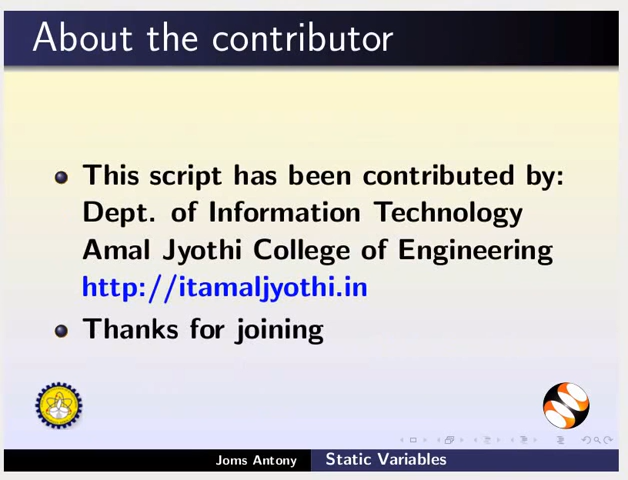 About the contributor
This script has been contributed by:
Dept. of Information Technology
Amal Jyothi College of Engineering
http://itamaljyothi.in
Thanks for joining
Joms Antony
Static Variables